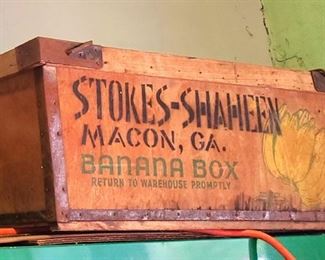 STOKES-SHAHEEN
MACON, GA.
BANANA BOX
RETURN TO WAREHOUSE PROMPTLY